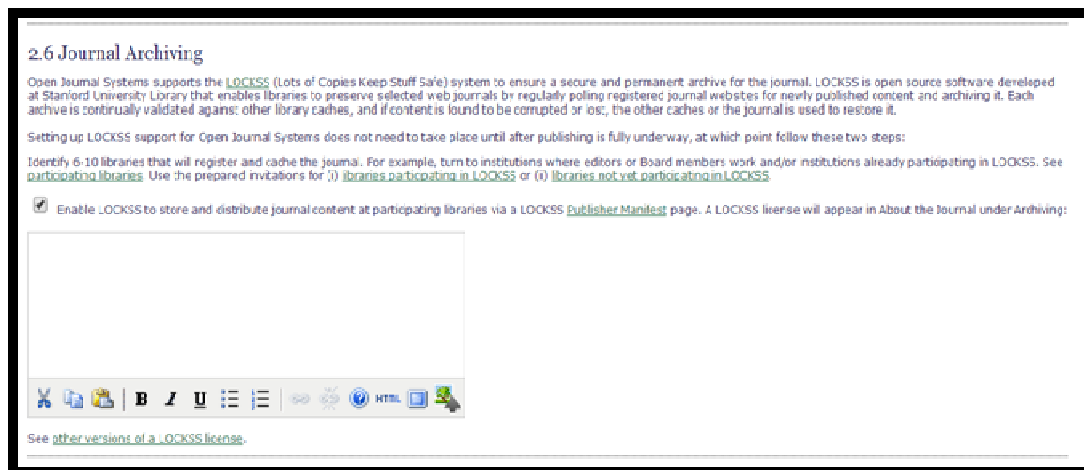 2.6 Journal Archiving
Open Journal Systems supports the LOCKSS (Lots of Copies Keep Stuff Safe) system to ensure a secure and permanent archive for the journal. LOCKSS is open source software developed
at Stanford University Library that enables libraries to preserve selected web journals by regularly polling registered journal websites for newly published content and archiving it. Each
archive is continually validated against other library caches, and if content is found to be corrupted or lost, the other caches or the journal is used to restore it.
Setting up LOCKSS support for Open Journal Systems does not need to take place until after publishing is fully underway, at which point follow these two steps:
Identify 6-10 libraries that will register and cache the journal. For example, turn to institutions where editors or Board members work and/or institutions already participating in LOCKSS. See
participating libraries. Use the prepared invitations for (i) libraries participating in LOCKSS or (i) libraries not yet participating in LOCKSS.
Enable LOCKSS to store and distribute journal content at participating libraries via a LOCKSS Publisher Manifest page. A LOCKSS license will appear in About the Journal under Archiving:
B I U HTML
See other versions of a LOCKSS license.